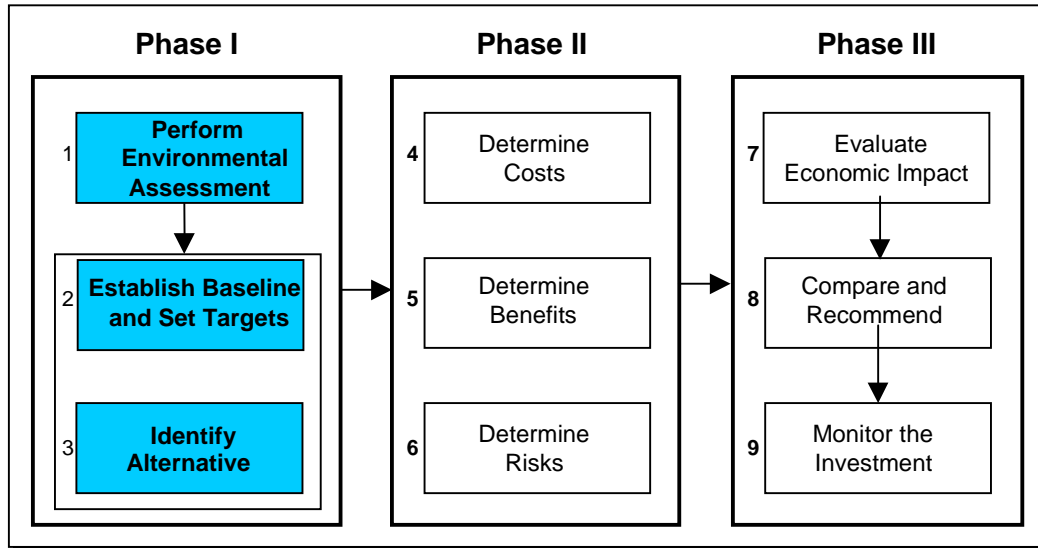 Phase I
1
Perform
Environmental
Assessment
2
Establish Baseline
and Set Targets
3
Identify
Alternative
Phase II
4
Determine
Costs
5
Determine
Benefits
6
Determine
Risks
Phase III
7
Evaluate
Economic Impact
8
Compare and
Recommend
9
Monitor the
Investment